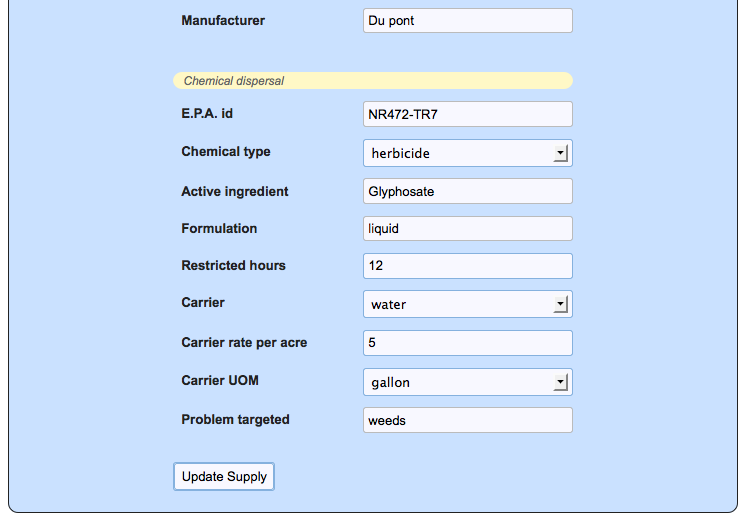 Manufacturer Du pont
Chemical dispersal
E.P.A. id NR472-TR7
Chemical type herbicide
Active ingredient Glyphosate
Formulation liquid
Restricted hours 12
Carrier water
Carrier rate per acre 5
Carrier UOM gallon
Problem targeted weeds
Update Supply